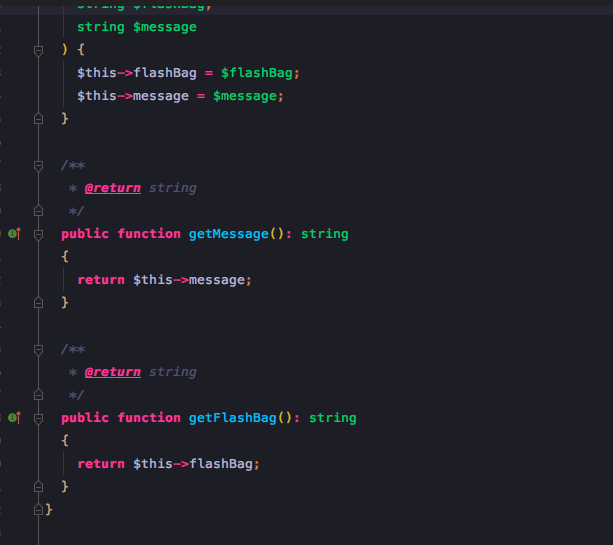 string $flashBag,
string $message
) {
$this->flashBag = $flashBag;
$this->message = $message;
}
/**
* @return string
*/
public function getMessage(): string
{
return $this->message;
}
/**
* @return string
*/
public function getFlashBag(): string
{
return $this->flashBag;
}
}